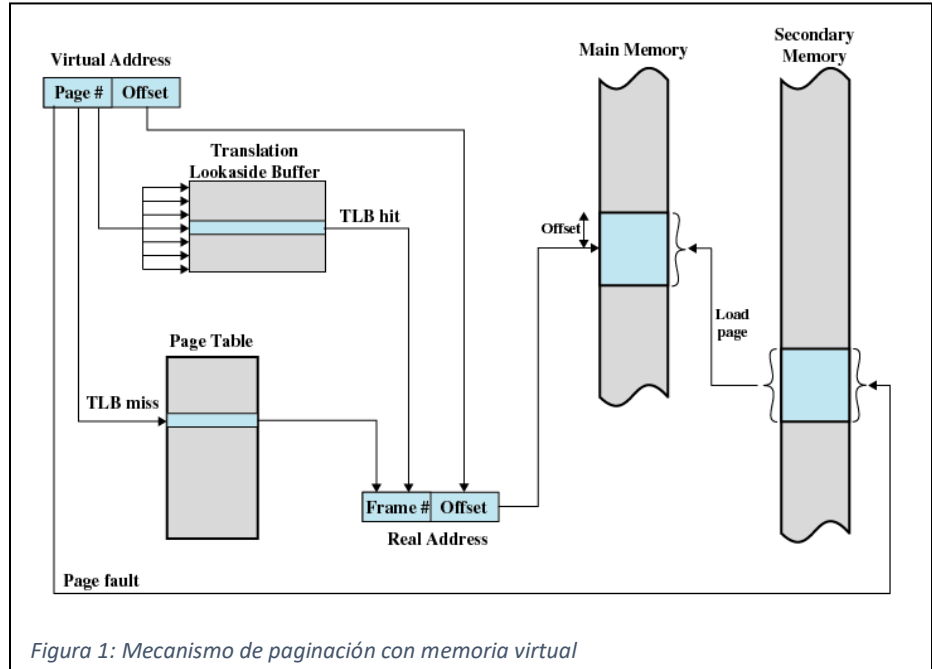 Virtual Address
Page #
Offset
Main Memory
Secondary
Memory
Translation
Lookaside Buffer
TLB hit
Offset
Load
page
Page Table
TLB miss
Frame #
Offset
Real Address
Page fault
Figura 1: Mecanismo de paginación con memoria virtual